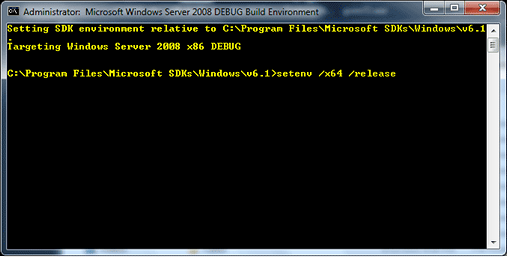 Administrator: Microsoft Windows Server 2008 DEBUG Build Environment
Setting SDK environment relative to C:\Program Files\Microsoft SDKs\Windows\v6.1
.
Targeting Windows Server 2008 x86 DEBUG
C:\Program Files\Microsoft SDKs\Windows\v6.1>setenv /x64 /release